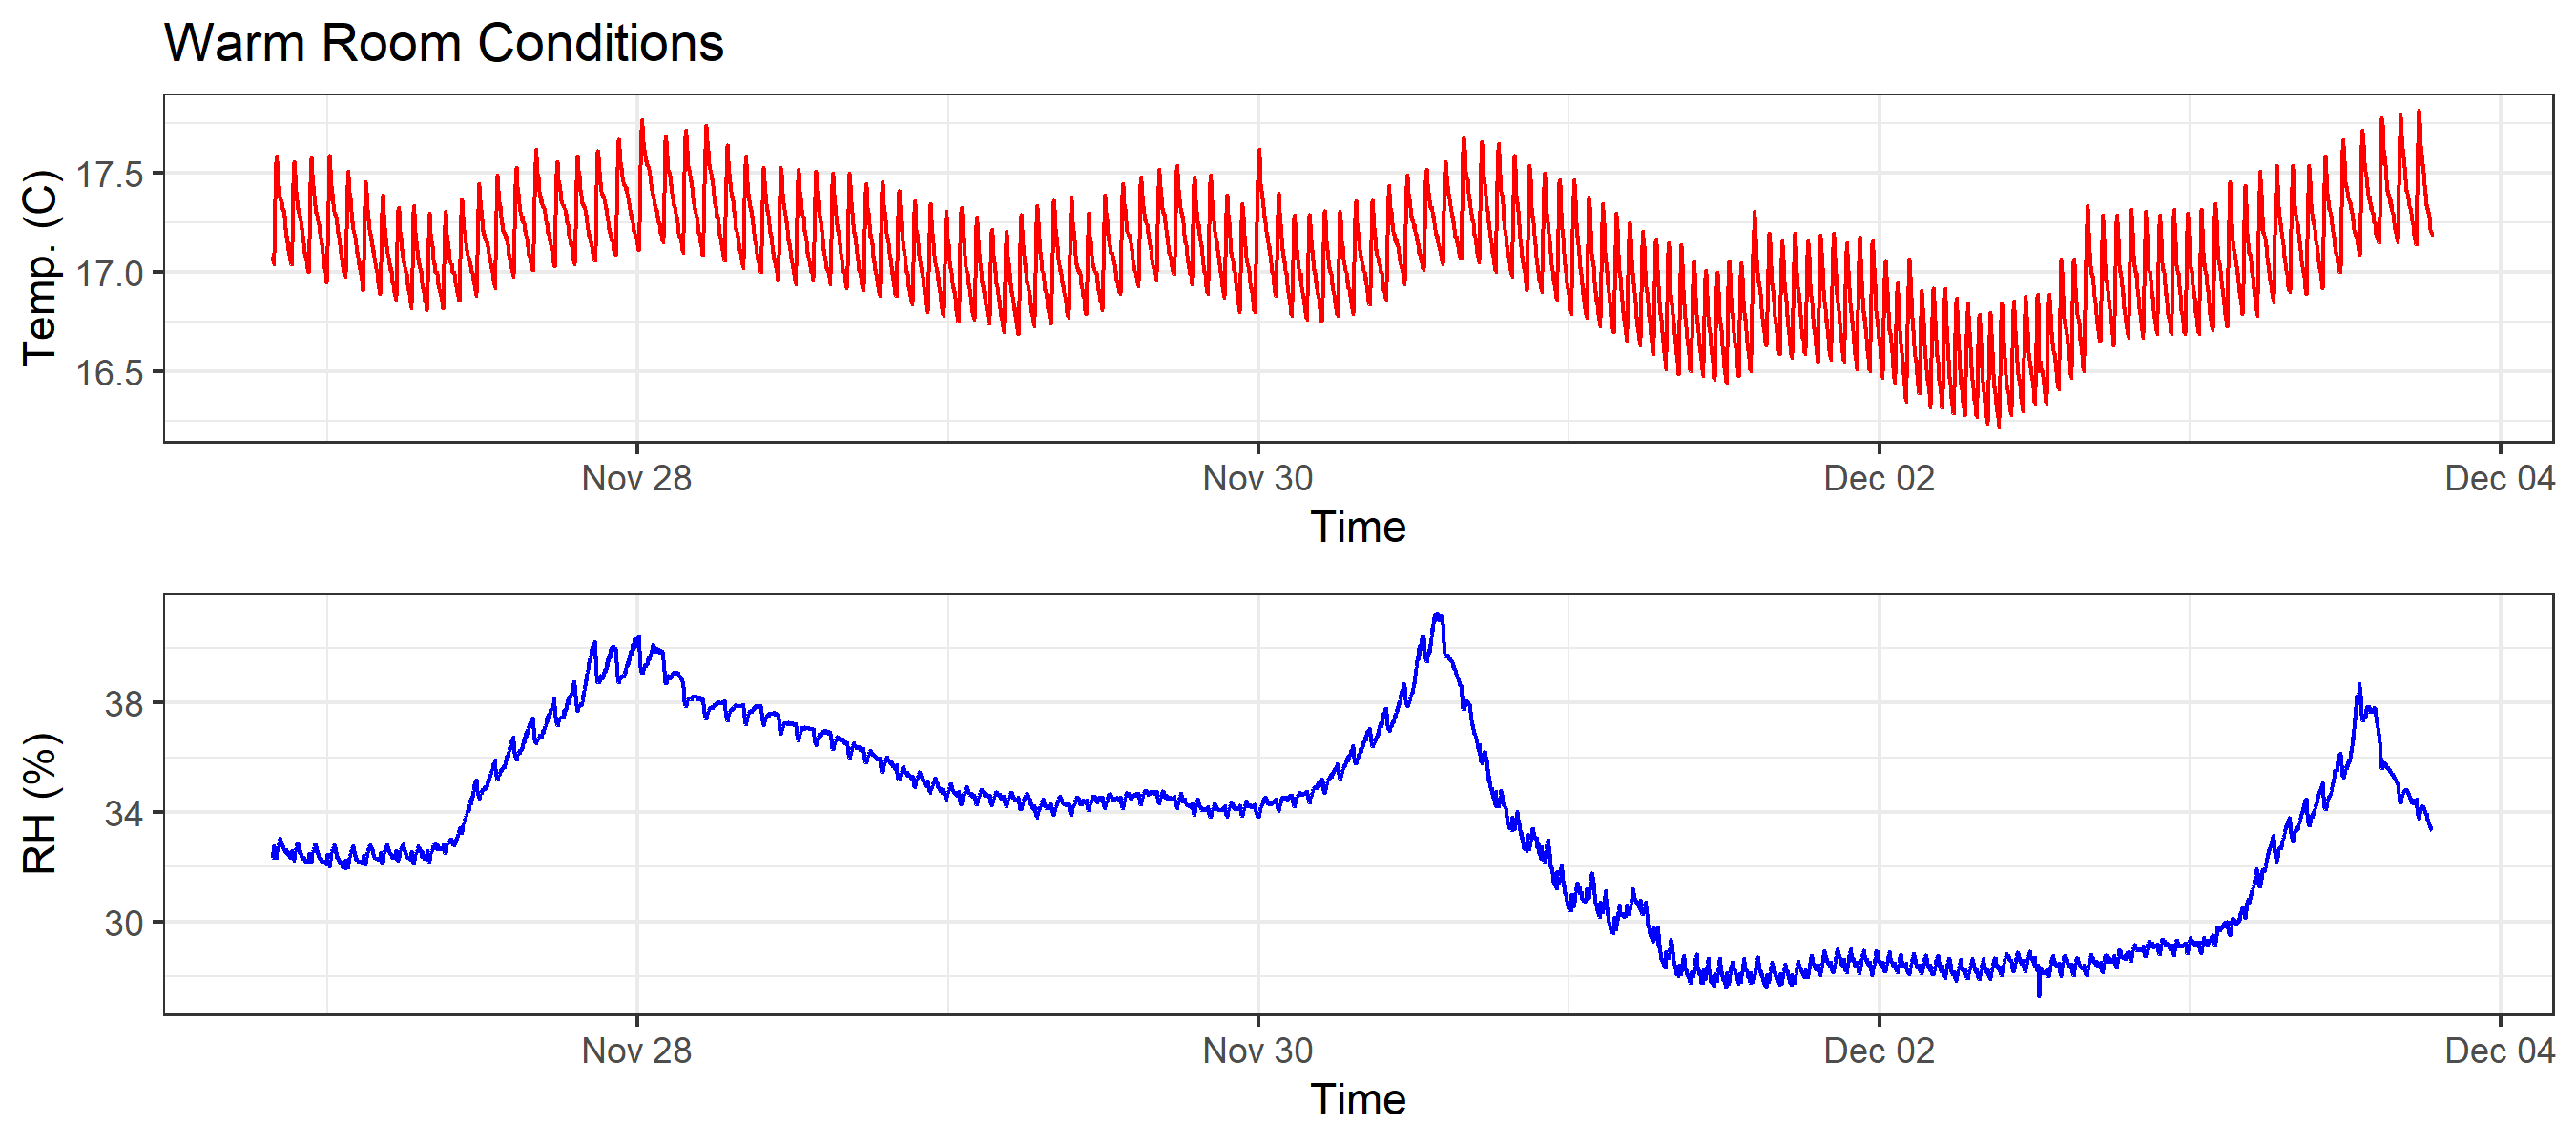 Warm Room Conditions
Temp. (C)
17.5
17.0
16.5
Nov 28 Nov 30 Dec 02 Dec 04
Time
RH (%)
38
34
30
Nov 28 Nov 30 Dec 02 Dec 04
Time